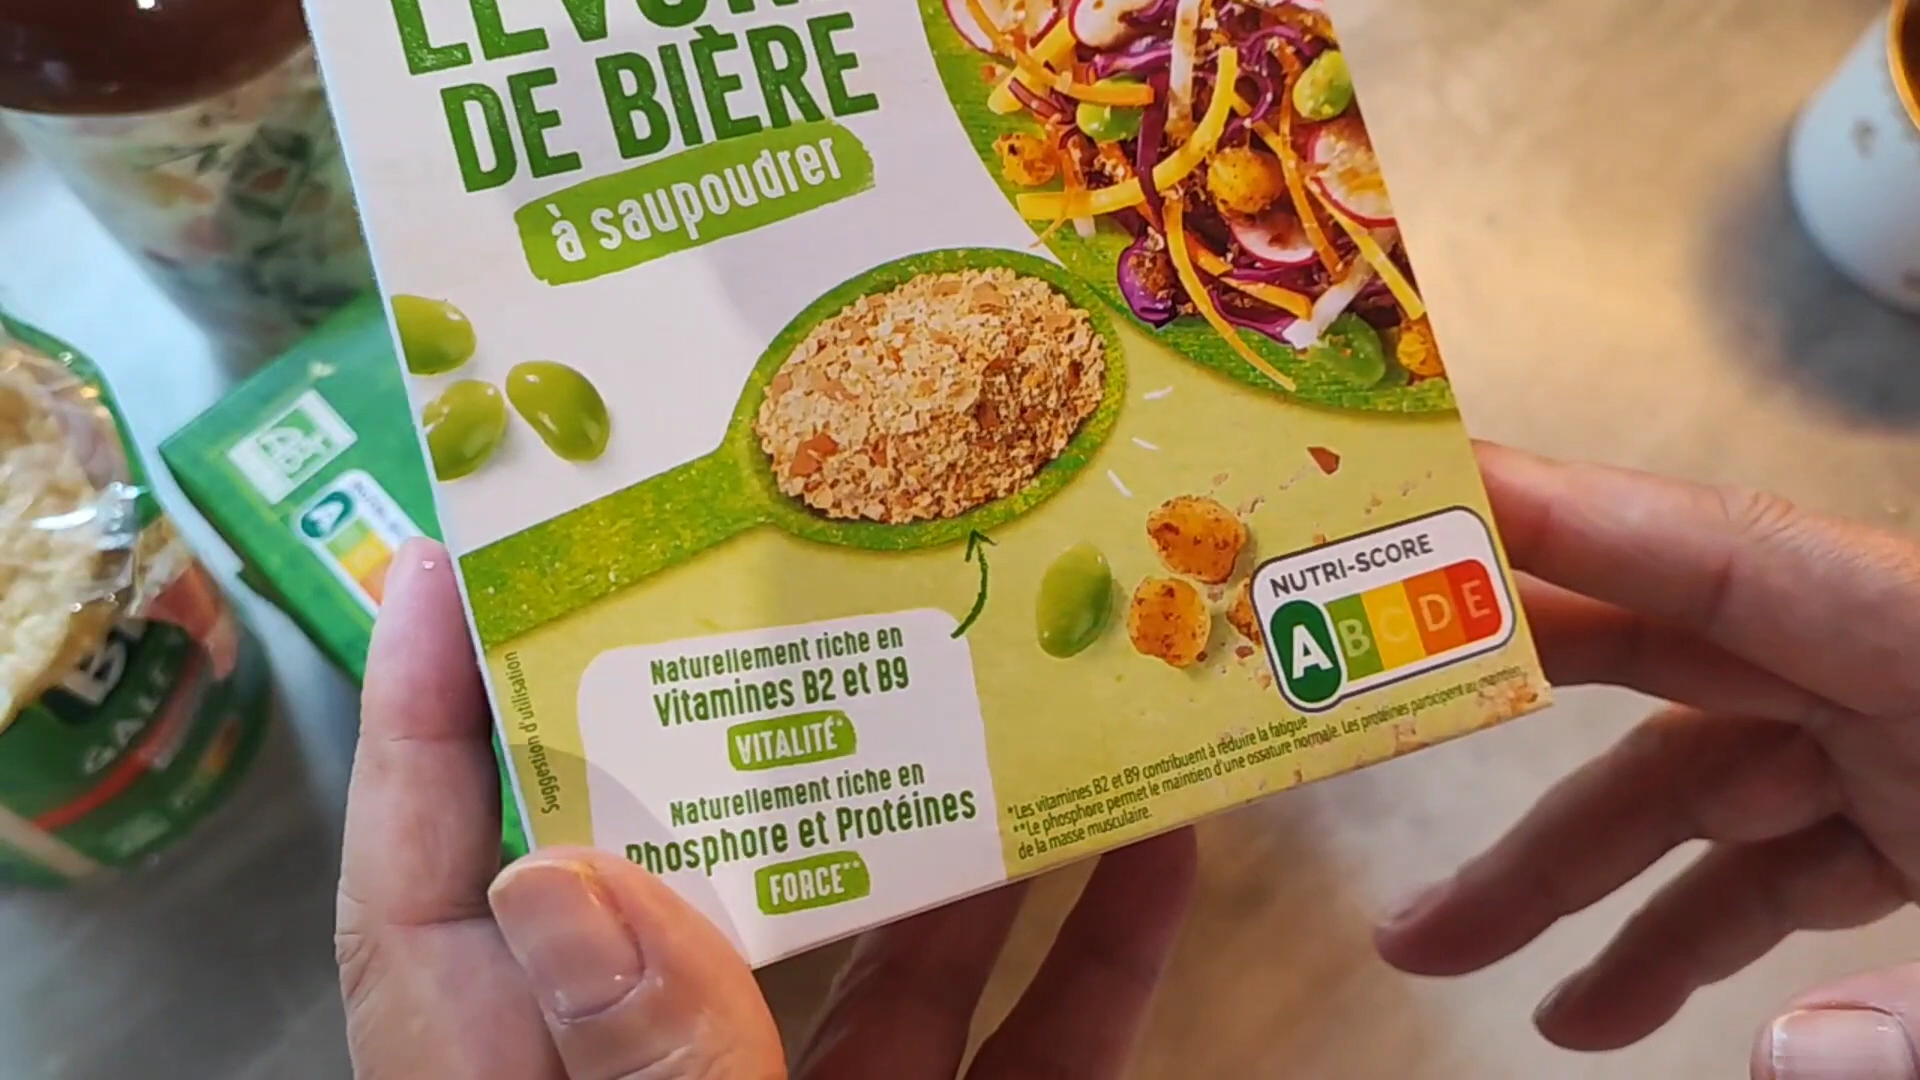 DE BIÈRE
à saupoudrer
Naturellement riche en
Vitamines B2 et B9
VITALITÉ*
Naturellement riche en
Phosphore et Protéines
FORCE**
Suggestion d'utilisation
NUTRI-SCORE
A B C D E
*Les vitamines B2 et B9 contribuent à réduire la fatigue
**Le phosphore permet le maintien d'une ossature normale. Les protéines participent au maintien
de la masse musculaire.
AB
A